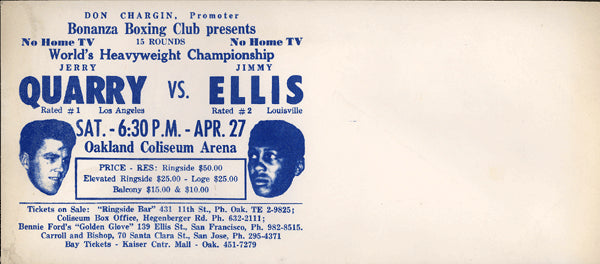 DON CHARGIN, Promoter
Bonanza Boxing Club presents
No Home TV 15 ROUNDS No Home TV
World's Heavyweight Championship
JERRY JIMMY
QUARRY VS. ELLIS
Rated #1 Los Angeles Rated #2 Louisville
SAT. - 6:30 P.M. - APR. 27
Oakland Coliseum Arena
PRICE - RES: Ringside $50.00
Elevated Ringside $25.00 - Loge $25.00
Balcony $15.00 & $10.00
Tickets on Sale: "Ringside Bar" 431 11th St., Ph. Oak. TE 2-9825;
Coliseum Box Office, Hegenberger Rd. Ph. 632-2111;
Bennie Ford's "Golden Glove" 139 Ellis St., San Francisco, Ph. 982-8515.
Carroll and Bishop, 70 Santa Clara St., San Jose, Ph. 295-4371
Bay Tickets - Kaiser Cntr. Mall - Oak. 451-7279